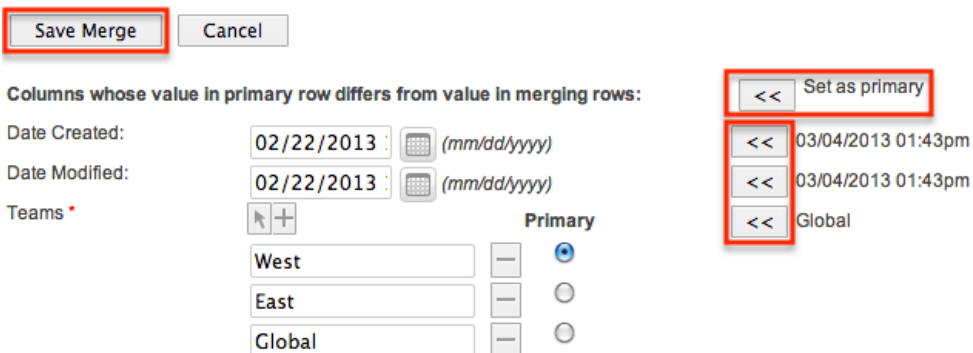 Save Merge Cancel
Columns whose value in primary row differs from value in merging rows: << Set as primary
Date Created: 02/22/2013 (mm/dd/yyyy) << 03/04/2013 01:43pm
Date Modified: 02/22/2013 (mm/dd/yyyy) << 03/04/2013 01:43pm
Teams * Primary << Global
West
East
Global